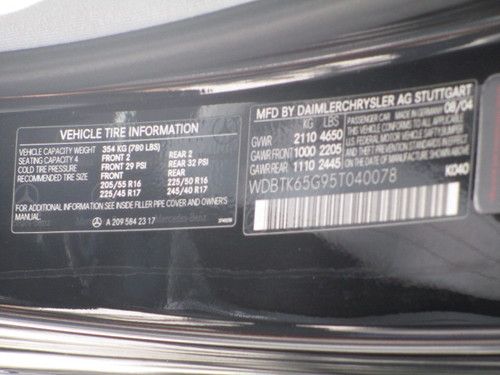 VEHICLE TIRE INFORMATION
VEHICLE CAPACITY WEIGHT 354 KG (780 LBS)
SEATING CAPACITY 4 FRONT 2 REAR 2
COLD TIRE PRESSURE FRONT 29 PSI REAR 32 PSI
RECOMMENDED TIRE FRONT REAR
205/55 R16 225/50 R16
225/45 R17 245/40 R17
FOR ADDITIONAL INFORMATION SEE INSIDE FILLER PIPE COVER AND OWNER'S
MANUAL
A 209 584 23 17
Mercedes-Benz
MFD BY DAIMLERCHRYSLER AG STUTTGART
KG LBS
GVWR 2110 4650
GAWR FRONT 1000 2205
GAWR REAR 1110 2445
PASSENGER CAR
08/04
WDBTK65G95T040078
KD40